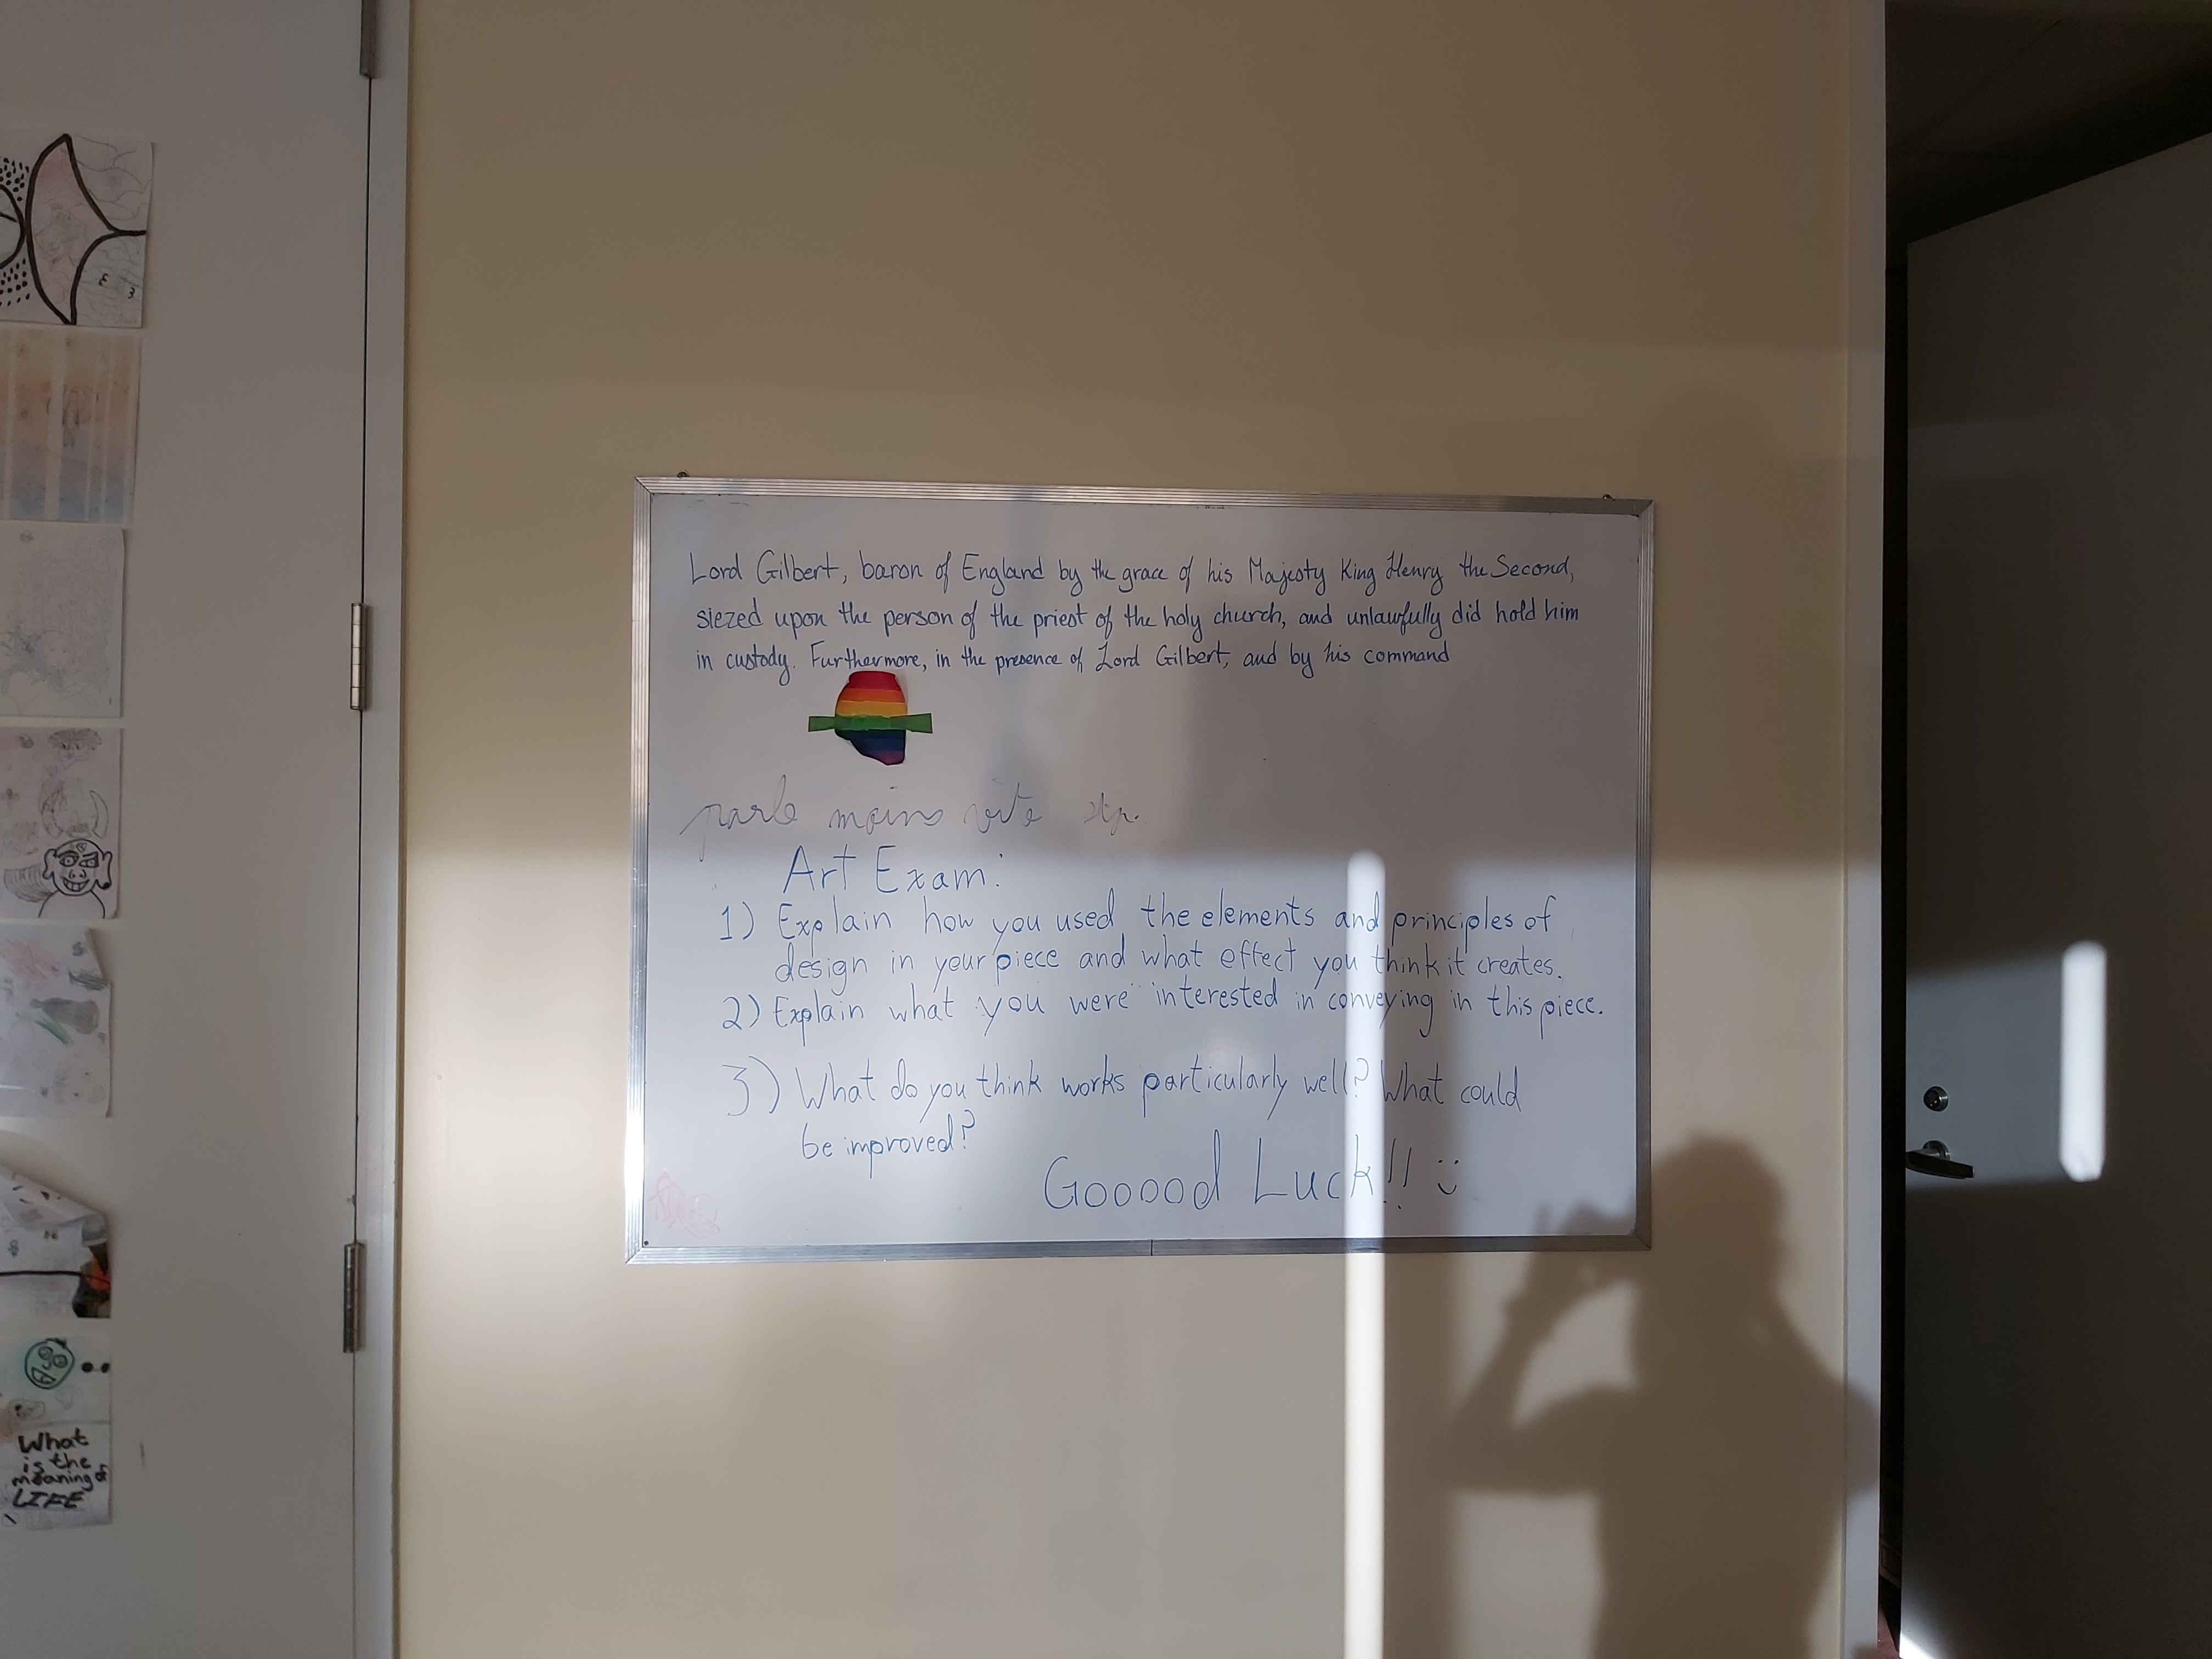 Lord Gilbert, baron of England by the grace of his Majesty King Henry the Second,
siezed upon the person of the priest of the holy church, and unlawfully did hold him
in custody. Furthermore, in the presence of Lord Gilbert, and by his command
parle moins vite stp.
Art Exam:
1) Explain how you used the elements and principles of
design in your piece and what effect you think it creates.
2) Explain what you were interested in conveying in this piece.
3) What do you think works particularly well? What could
be improved?
Gooood Luck!! :)
What
is the
meaning of
LIFE